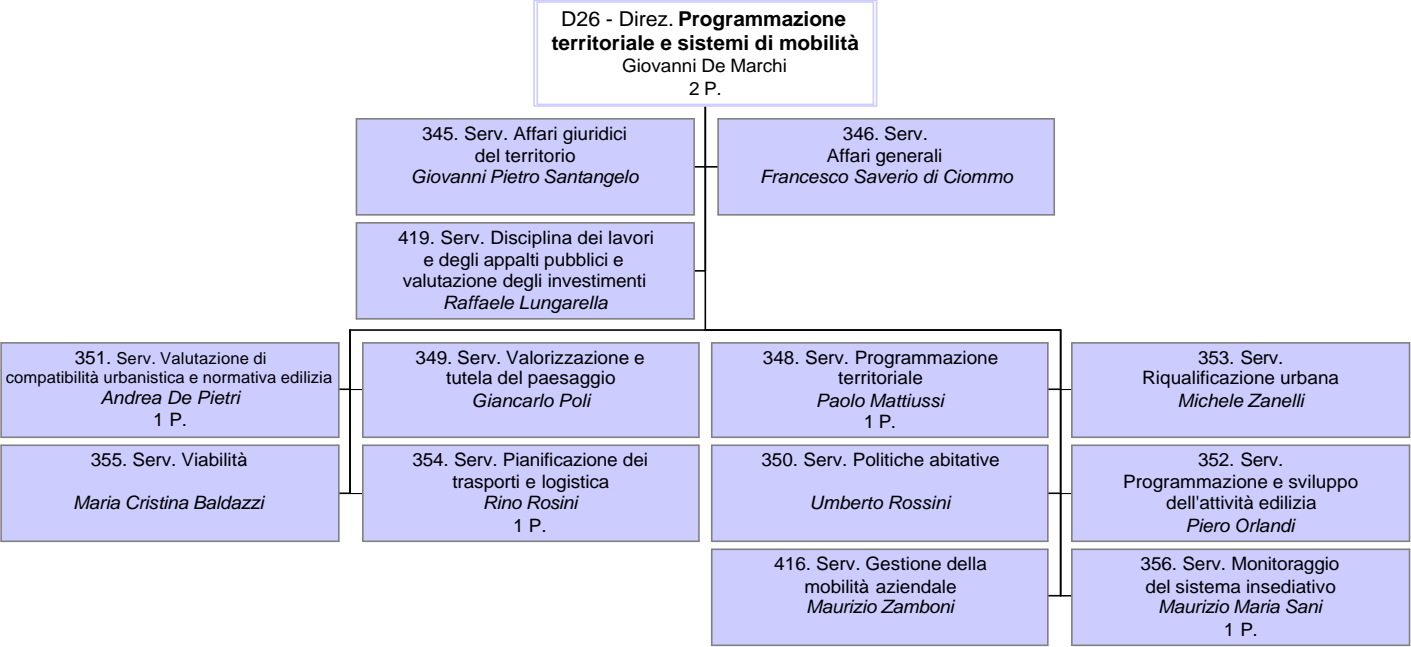 D26 - Direz. Programmazione
territoriale e sistemi di mobilità
Giovanni De Marchi
2 P.
345. Serv. Affari giuridici
del territorio
Giovanni Pietro Santangelo
346. Serv.
Affari generali
Francesco Saverio di Ciommo
419. Serv. Disciplina dei lavori
e degli appalti pubblici e
valutazione degli investimenti
Raffaele Lungarella
351. Serv. Valutazione di
compatibilità urbanistica e normativa edilizia
Andrea De Pietri
1 P.
349. Serv. Valorizzazione e
tutela del paesaggio
Giancarlo Poli
348. Serv. Programmazione
territoriale
Paolo Mattiussi
1 P.
353. Serv.
Riqualificazione urbana
Michele Zanelli
355. Serv. Viabilità
Maria Cristina Baldazzi
354. Serv. Pianificazione dei
trasporti e logistica
Rino Rosini
1 P.
350. Serv. Politiche abitative
Umberto Rossini
352. Serv.
Programmazione e sviluppo
dell'attività edilizia
Piero Orlandi
416. Serv. Gestione della
mobilità aziendale
Maurizio Zamboni
356. Serv. Monitoraggio
del sistema insediativo
Maurizio Maria Sani
1 P.